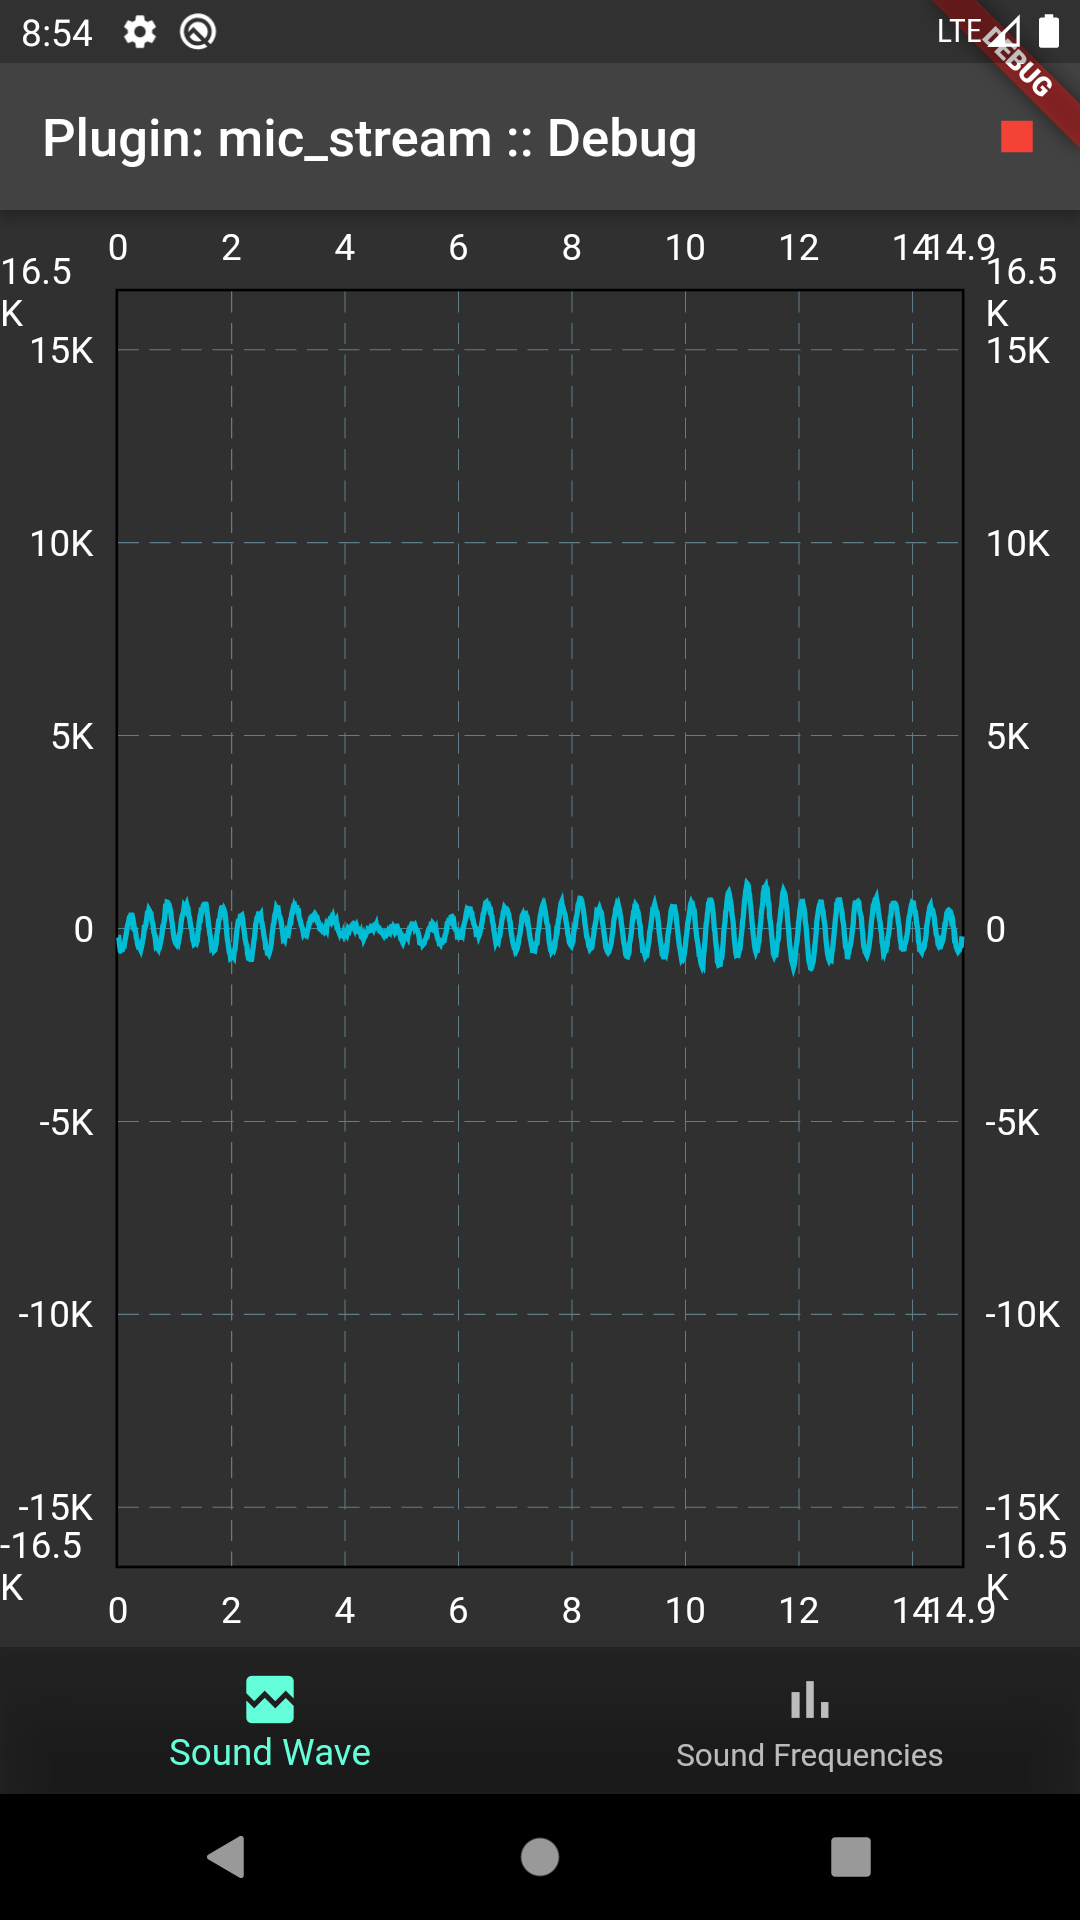 8:54 LTE
DEBUG
Plugin: mic_stream :: Debug
0 2 4 6 8 10 12 14 14.9
16.5 16.5
K K
15K 15K
10K 10K
5K 5K
0 0
-5K -5K
-10K -10K
-15K -15K
-16.5 -16.5
K K
0 2 4 6 8 10 12 14 14.9
Sound Wave Sound Frequencies